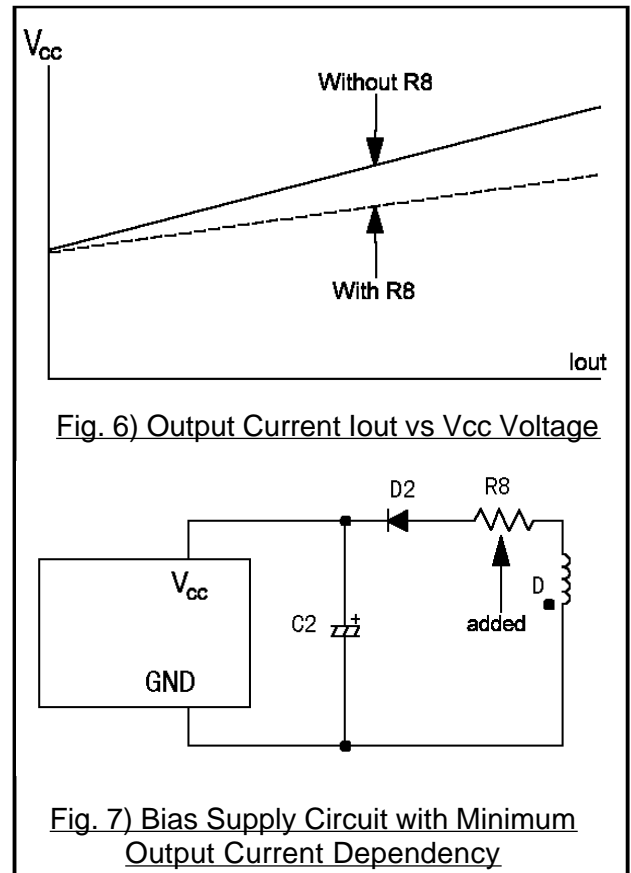 Vcc
Without R8
With R8
Iout
Fig. 6) Output Current Iout vs Vcc Voltage
D2
R8
Vcc
C2
+
added
D
GND
Fig. 7) Bias Supply Circuit with Minimum
Output Current Dependency